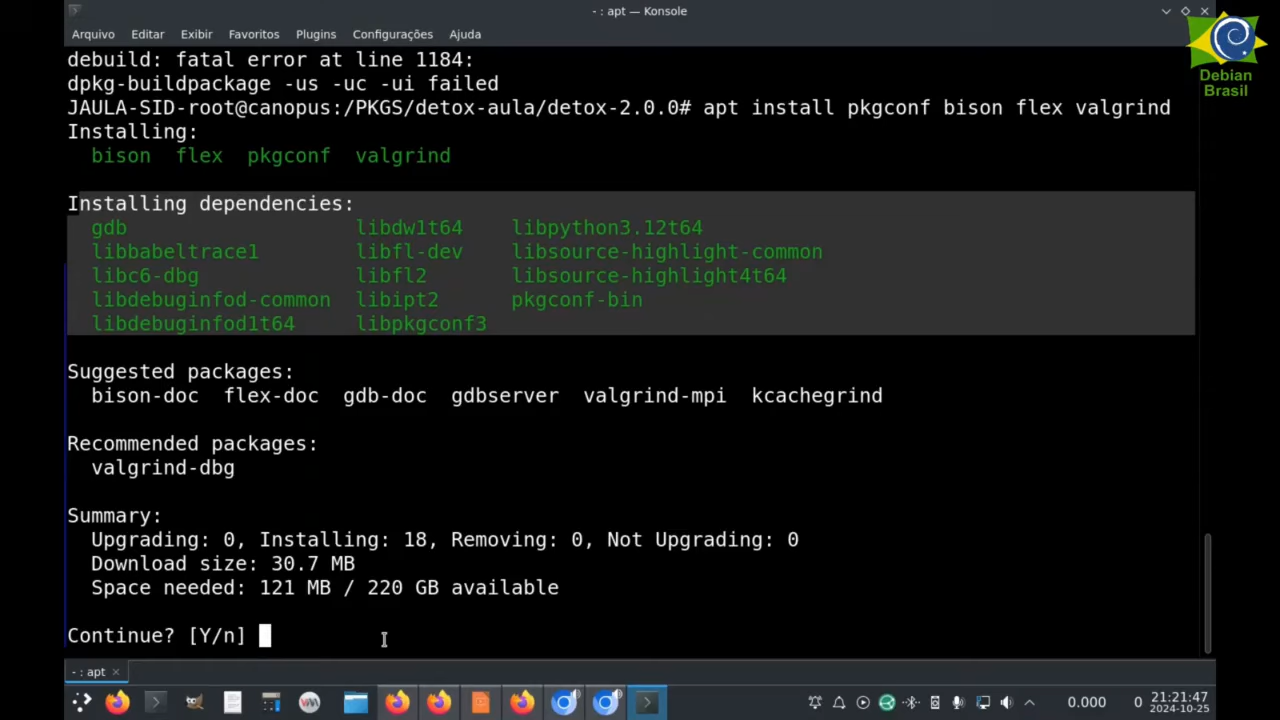 - : apt — Konsole
Arquivo Editar Exibir Favoritos Plugins Configurações Ajuda
Debian
Brasil
debuild: fatal error at line 1184:
dpkg-buildpackage -us -uc -ui failed
JAULA-SID-root@canopus:/PKGS/detox-aula/detox-2.0.0# apt install pkgconf bison flex valgrind
Installing:
bison flex pkgconf valgrind
Installing dependencies:
gdb libdw1t64 libpython3.12t64
libbabeltrace1 libfl-dev libsource-highlight-common
libc6-dbg libfl2 libsource-highlight4t64
libdebuginfod-common libipt2 pkgconf-bin
libdebuginfod1t64 libpkgconf3
Suggested packages:
bison-doc flex-doc gdb-doc gdbserver valgrind-mpi kcachegrind
Recommended packages:
valgrind-dbg
Summary:
Upgrading: 0, Installing: 18, Removing: 0, Not Upgrading: 0
Download size: 30.7 MB
Space needed: 121 MB / 220 GB available
Continue? [Y/n]
- : apt
0.000 0 21:21:47
2024-10-25